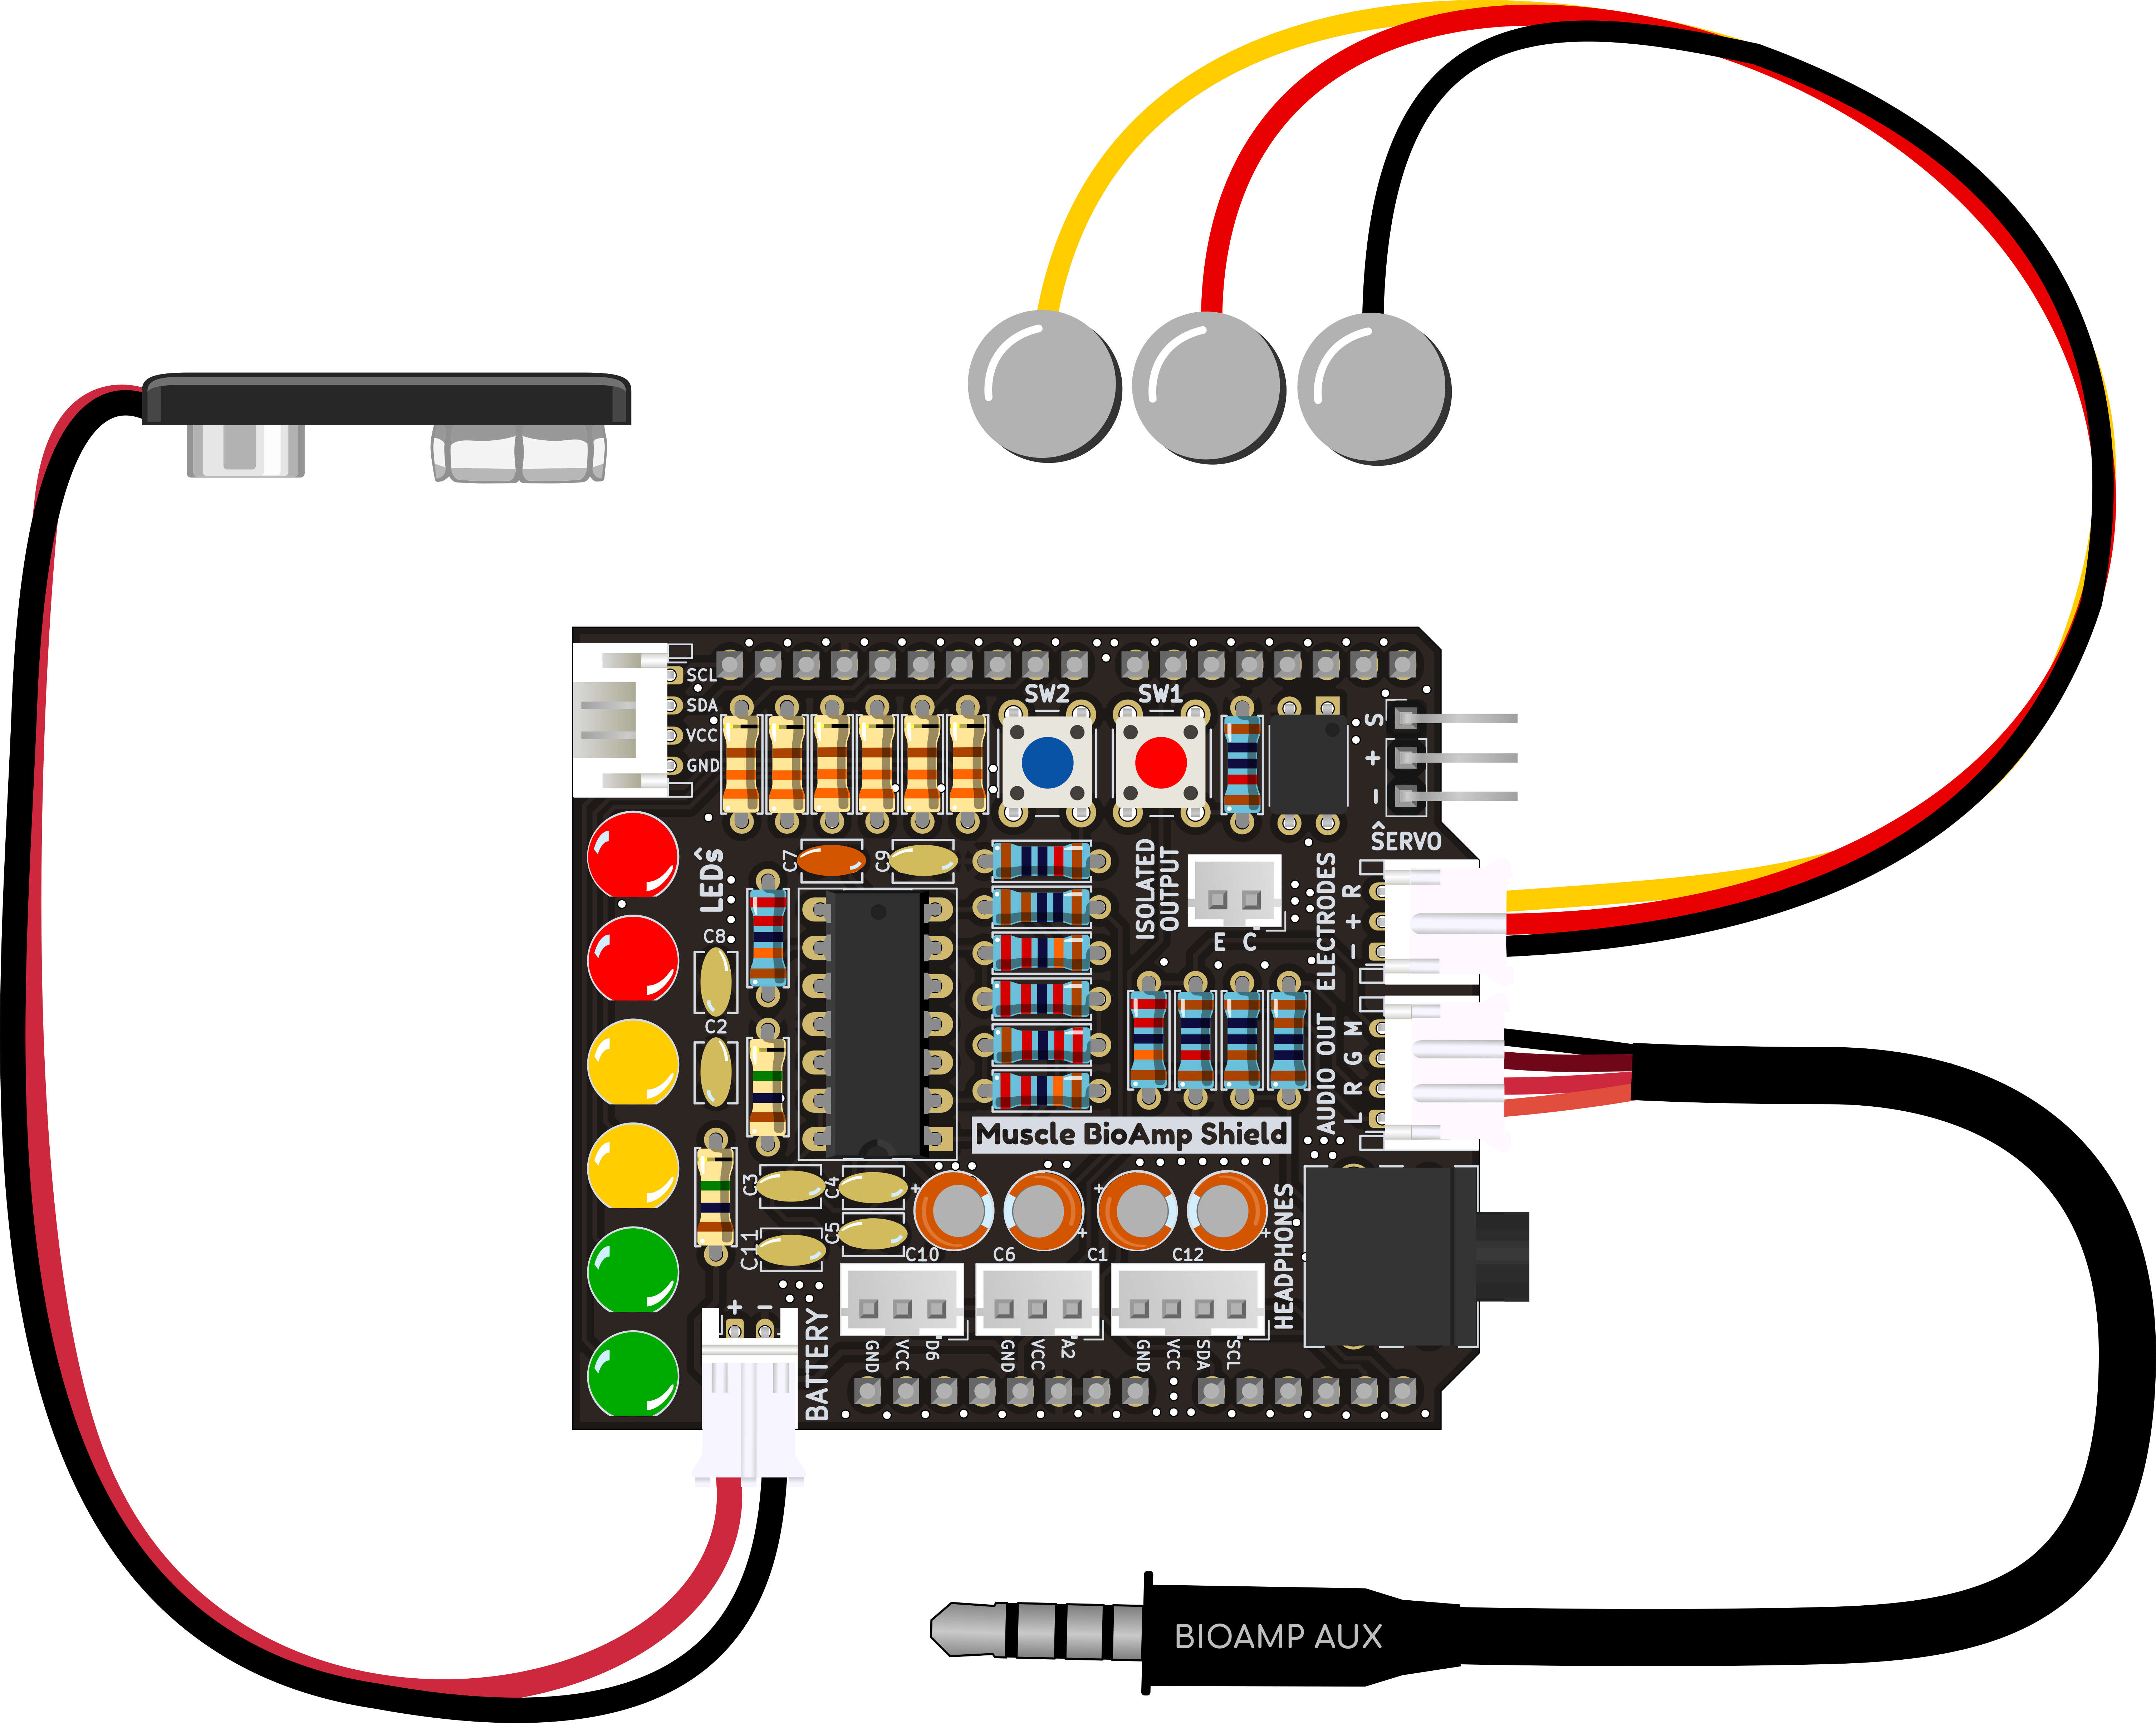 SCL
SDA
VCC
GND
SW2
SW1
S
+
-
^
SERVO
LEDs^
C7
C9
C8
C2
ISOLATED
OUTPUT
E C
ELECTRODES
- + R
AUDIO OUT
L R G M
Muscle BioAmp Shield
C3
C4
C5
C11
+
+
+
+
C10
C6
C1
C12
HEADPHONES
+ -
BATTERY
GND
VCC
D6
GND
VCC
A2
GND
VCC
SDA
SCL
BIOAMP AUX